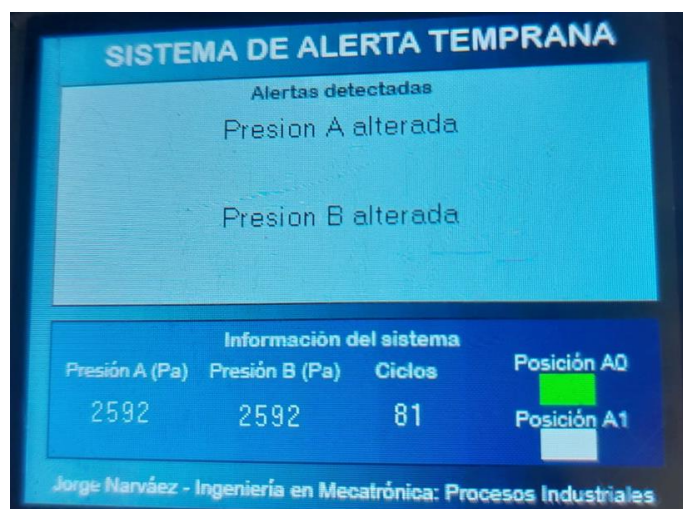 SISTEMA DE ALERTA TEMPRANA
Alertas detectadas
Presion A alterada
Presion B alterada
Información del sistema
Presión A (Pa) Presión B (Pa) Ciclos Posición A0
2592 2592 81 Posición A1
Jorge Narváez - Ingeniería en Mecatrónica: Procesos Industriales